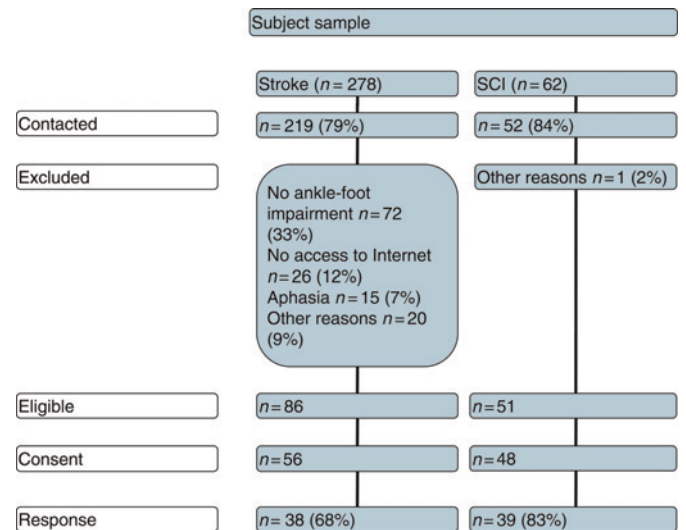 Subject sample
Stroke (n = 278)
SCI (n = 62)
Contacted
n = 219 (79%)
n = 52 (84%)
Excluded
No ankle-foot
impairment n = 72
(33%)
No access to Internet
n = 26 (12%)
Aphasia n = 15 (7%)
Other reasons n = 20
(9%)
Other reasons n = 1 (2%)
Eligible
n = 86
n = 51
Consent
n = 56
n = 48
Response
n = 38 (68%)
n = 39 (83%)